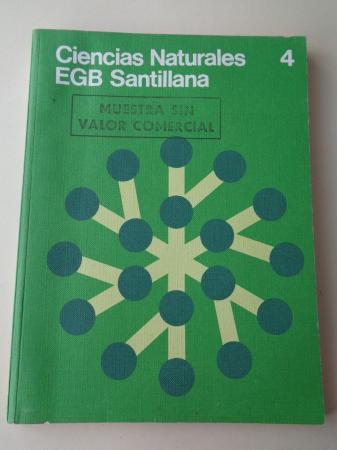 Ciencias Naturales 4
EGB Santillana
MUESTRA SIN
VALOR COMERCIAL